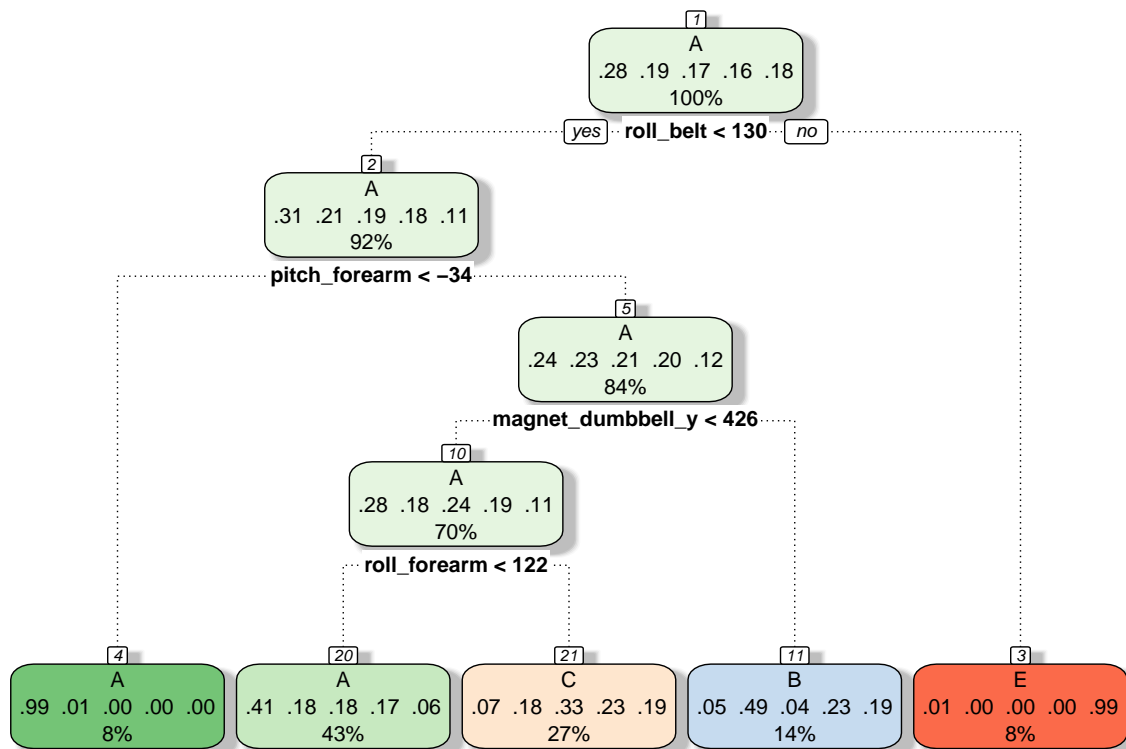 1
A
.28 .19 .17 .16 .18
100%
yes roll_belt < 130 no
2
A
.31 .21 .19 .18 .11
92%
pitch_forearm < −34
5
A
.24 .23 .21 .20 .12
84%
magnet_dumbbell_y < 426
10
A
.28 .18 .24 .19 .11
70%
roll_forearm < 122
4
A
.99 .01 .00 .00 .00
8%
20
A
.41 .18 .18 .17 .06
43%
21
C
.07 .18 .33 .23 .19
27%
11
B
.05 .49 .04 .23 .19
14%
3
E
.01 .00 .00 .00 .99
8%